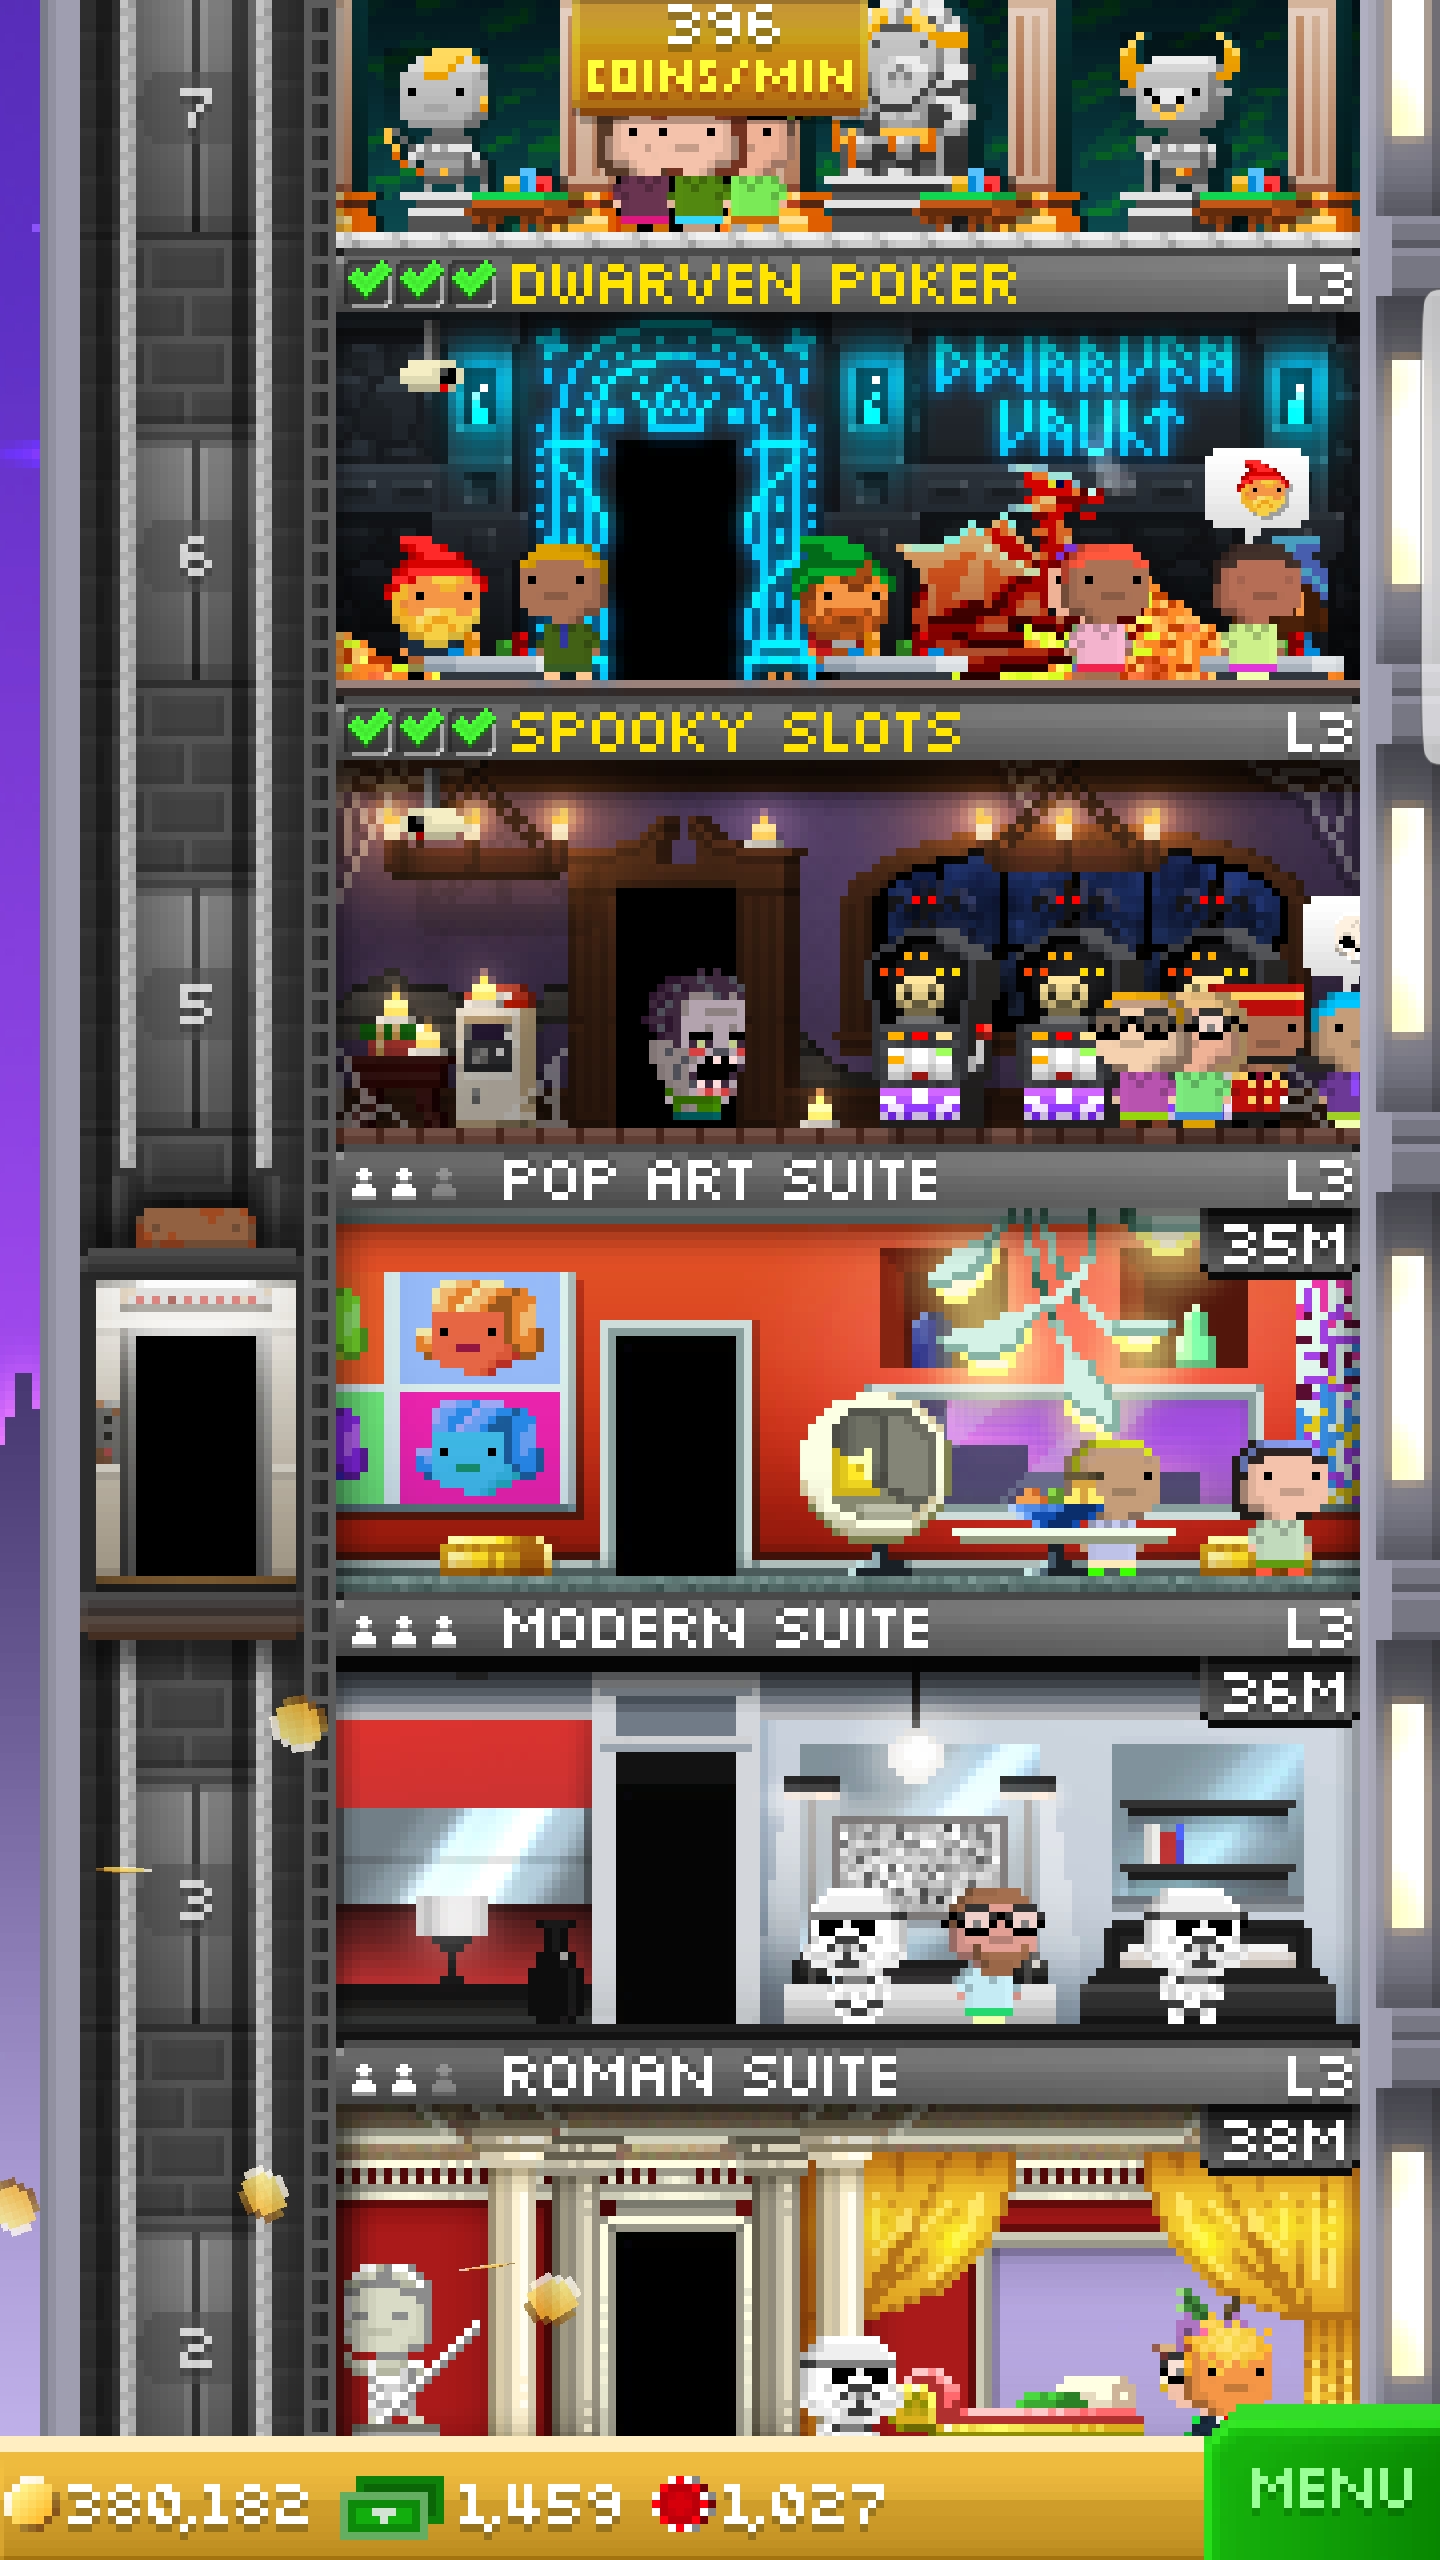 396
COINS/MIN
7
DWARVEN POKER L3
DWARVEN
VAULT
6
SPOOKY SLOTS L3
5
POP ART SUITE L3
35M
MODERN SUITE L3
36M
3
ROMAN SUITE L3
38M
2
380,182 1,459 1,027 MENU